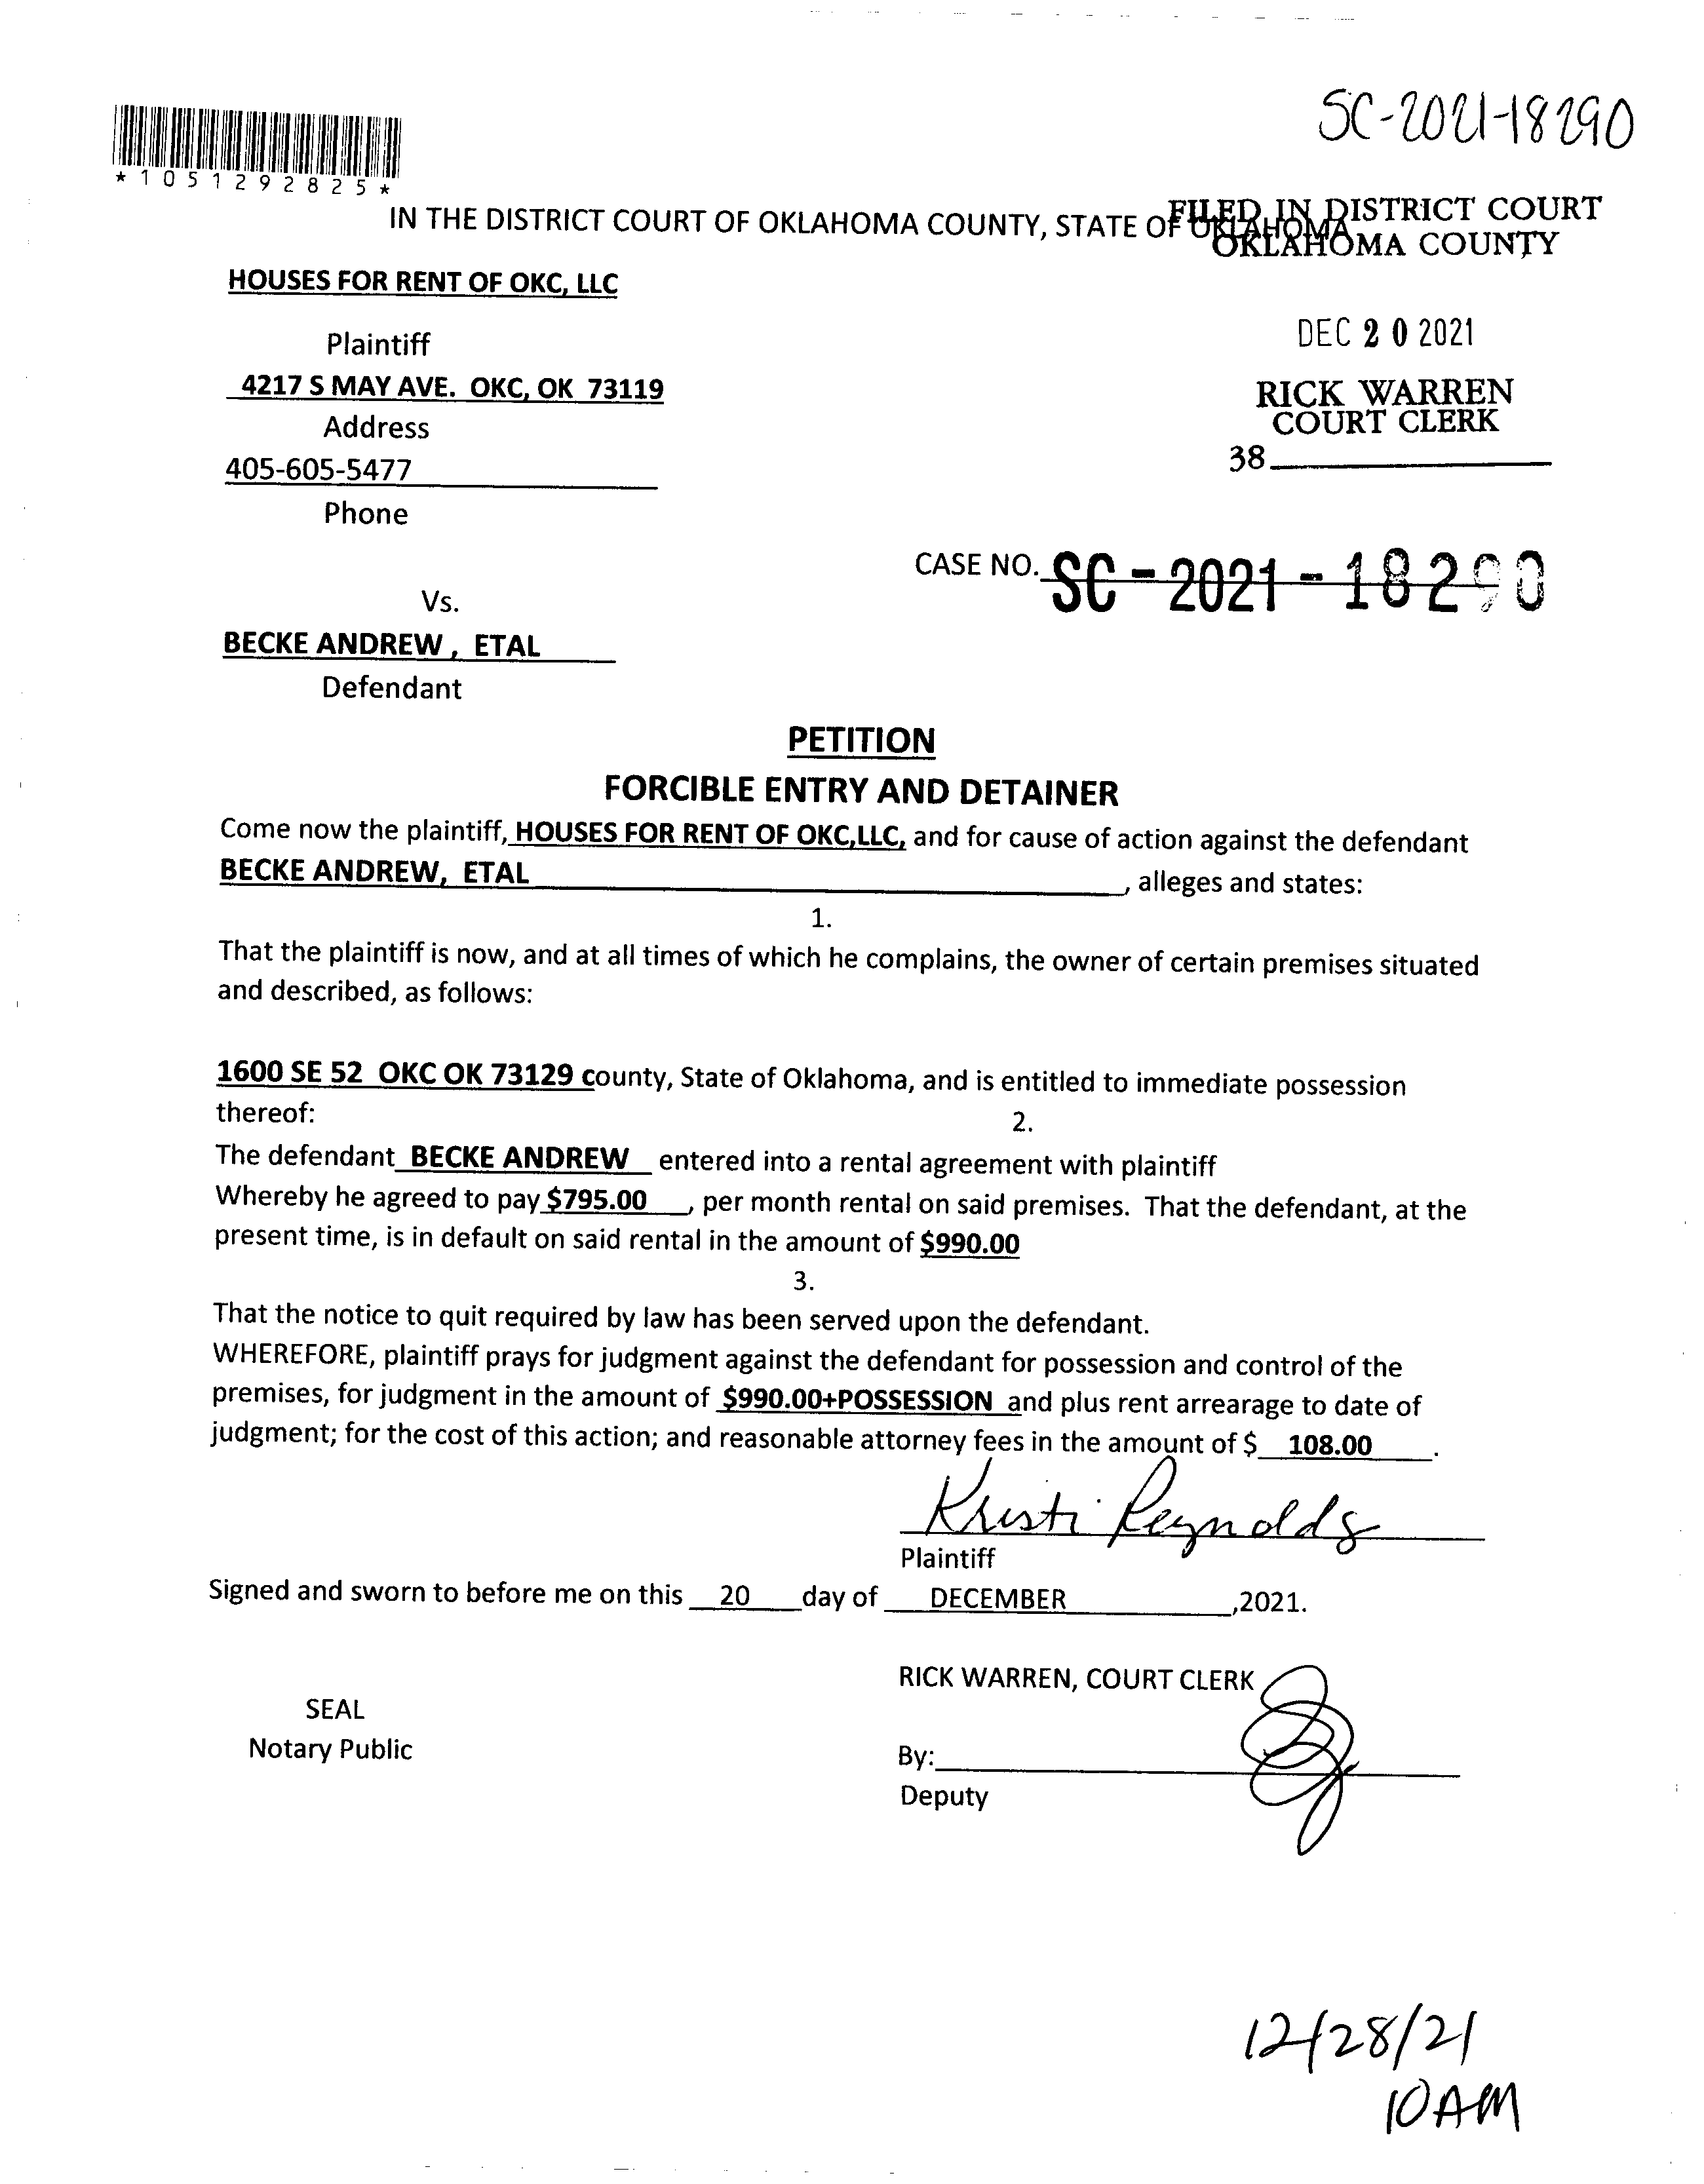 SC-2021-18290
*1051292825*
IN THE DISTRICT COURT OF OKLAHOMA COUNTY, STATE OF OKLAHOMA
FILED IN DISTRICT COURT
OKLAHOMA COUNTY
HOUSES FOR RENT OF OKC, LLC
Plaintiff
DEC 20 2021
4217 S MAY AVE. OKC, OK 73119
RICK WARREN
COURT CLERK
Address
38
405-605-5477
Phone
CASE NO. SC-2021-18290
Vs.
BECKE ANDREW , ETAL
Defendant
PETITION
FORCIBLE ENTRY AND DETAINER
Come now the plaintiff, HOUSES FOR RENT OF OKC,LLC, and for cause of action against the defendant
BECKE ANDREW, ETAL , alleges and states:
1.
That the plaintiff is now, and at all times of which he complains, the owner of certain premises situated
and described, as follows:
1600 SE 52 OKC OK 73129 county, State of Oklahoma, and is entitled to immediate possession
thereof:
2.
The defendant BECKE ANDREW entered into a rental agreement with plaintiff
Whereby he agreed to pay $795.00 , per month rental on said premises. That the defendant, at the
present time, is in default on said rental in the amount of $990.00
3.
That the notice to quit required by law has been served upon the defendant.
WHEREFORE, plaintiff prays for judgment against the defendant for possession and control of the
premises, for judgment in the amount of $990.00+POSSESSION and plus rent arrearage to date of
judgment; for the cost of this action; and reasonable attorney fees in the amount of $ 108.00 .
Kristi Reynolds
Plaintiff
Signed and sworn to before me on this 20 day of DECEMBER ,2021.
RICK WARREN, COURT CLERK
SEAL
Notary Public
By:
Deputy
12/28/21
10AM